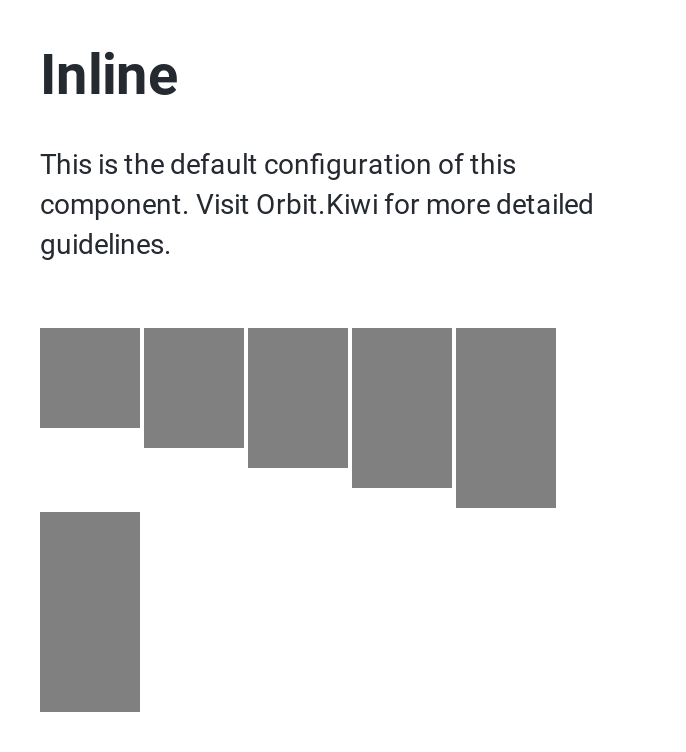 Inline
This is the default configuration of this
component. Visit Orbit.Kiwi for more detailed
guidelines.